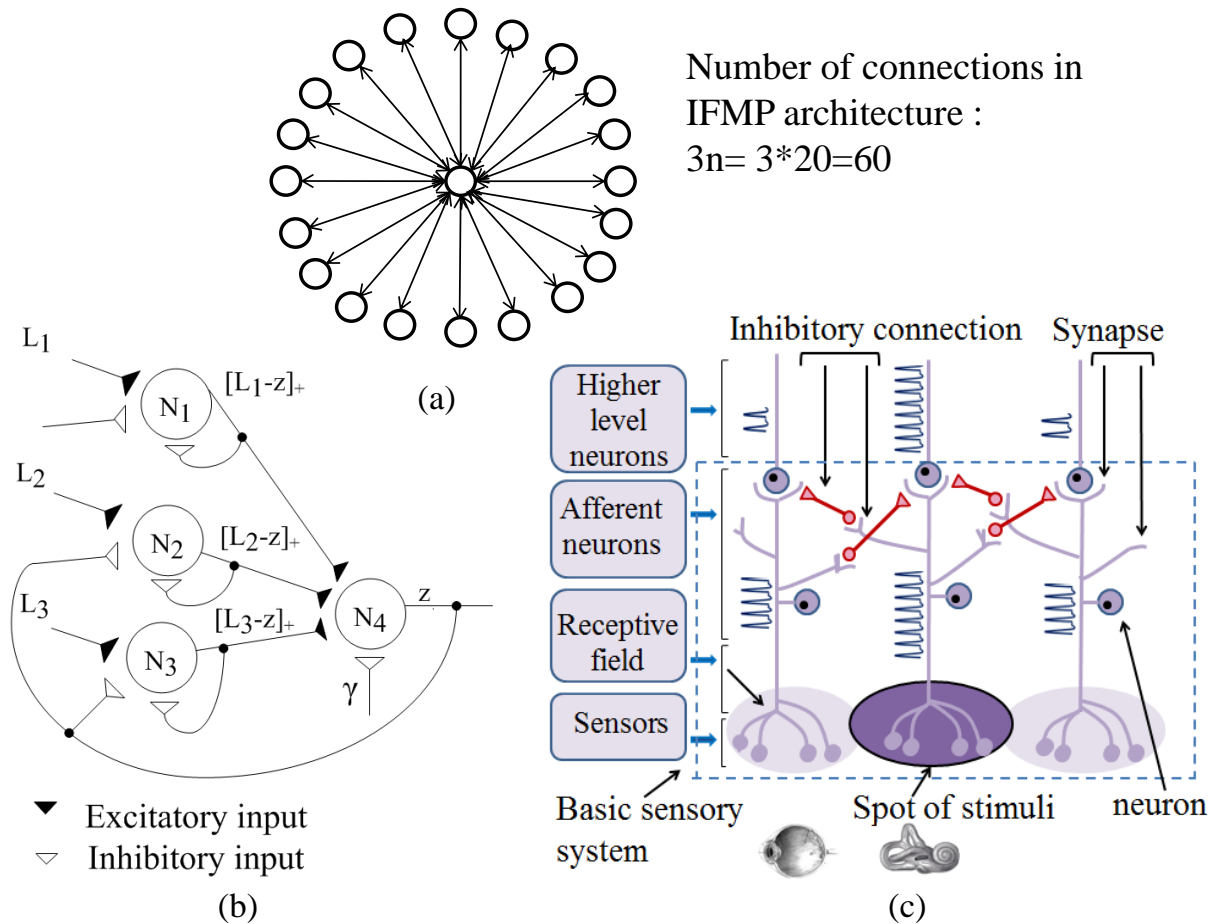 Number of connections in
IFMP architecture :
3n= 3*20=60
(a)
L1
[L1-z]+
N1
L2
[L2-z]+
N2
L3
[L3-z]+
N3
N4
z
γ
Excitatory input
Inhibitory input
(b)
Inhibitory connection
Synapse
Higher
level
neurons
Afferent
neurons
Receptive
field
Sensors
Basic sensory
system
Spot of stimuli
neuron
(c)